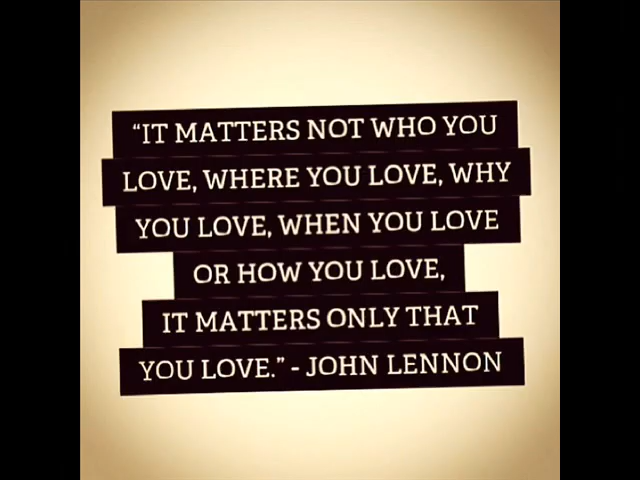 “IT MATTERS NOT WHO YOU
LOVE, WHERE YOU LOVE, WHY
YOU LOVE, WHEN YOU LOVE
OR HOW YOU LOVE,
IT MATTERS ONLY THAT
YOU LOVE.” - JOHN LENNON